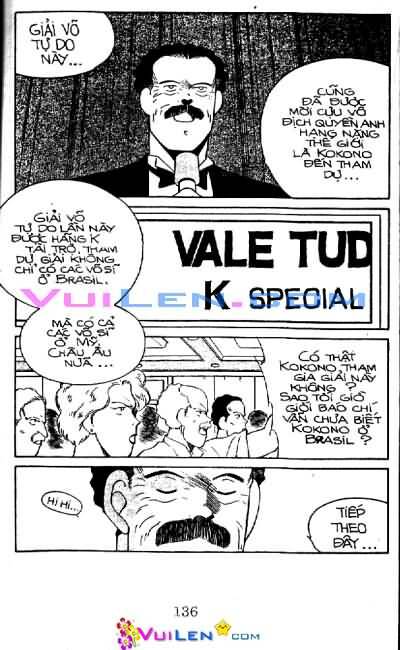 GIẢI VÕ
TỰ DO
NÀY...
CŨNG
ĐÃ ĐƯỢC
MỜI CỰU VÔ
ĐỊCH QUYỀN ANH
HẠNG NẶNG
THẾ GIỚI
LÀ KOKONO
ĐẾN THAM
DỰ...
GIẢI VÕ
TỰ DO LẦN NÀY
ĐƯỢC HÃNG K
TÀI TRỢ, THAM
DỰ GIẢI KHÔNG
CHỈ CÓ CÁC VÕ SĨ
Ở BRASIL.
VALE TUD
K SPECIAL
VUILEN.COM
MÀ CÓ CẢ
CÁC VÕ SĨ
Ở MỸ,
CHÂU ÂU
NỮA...
CÓ THẬT
KOKONO THAM
GIA GIẢI NÀY
KHÔNG?
SAO TỚI GIỜ
GIỚI BÁO CHÍ
VẪN CHƯA BIẾT
KOKONO Ở
BRASIL?
HI HI...
TIẾP
THEO
ĐÂY...
136
VUILEN.COM